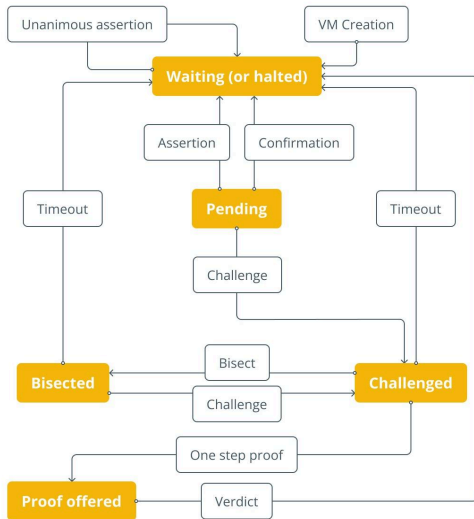 Unanimous assertion
VM Creation
Waiting (or halted)
Assertion
Confirmation
Timeout
Pending
Timeout
Challenge
Bisect
Bisected
Challenged
Challenge
One step proof
Proof offered
Verdict